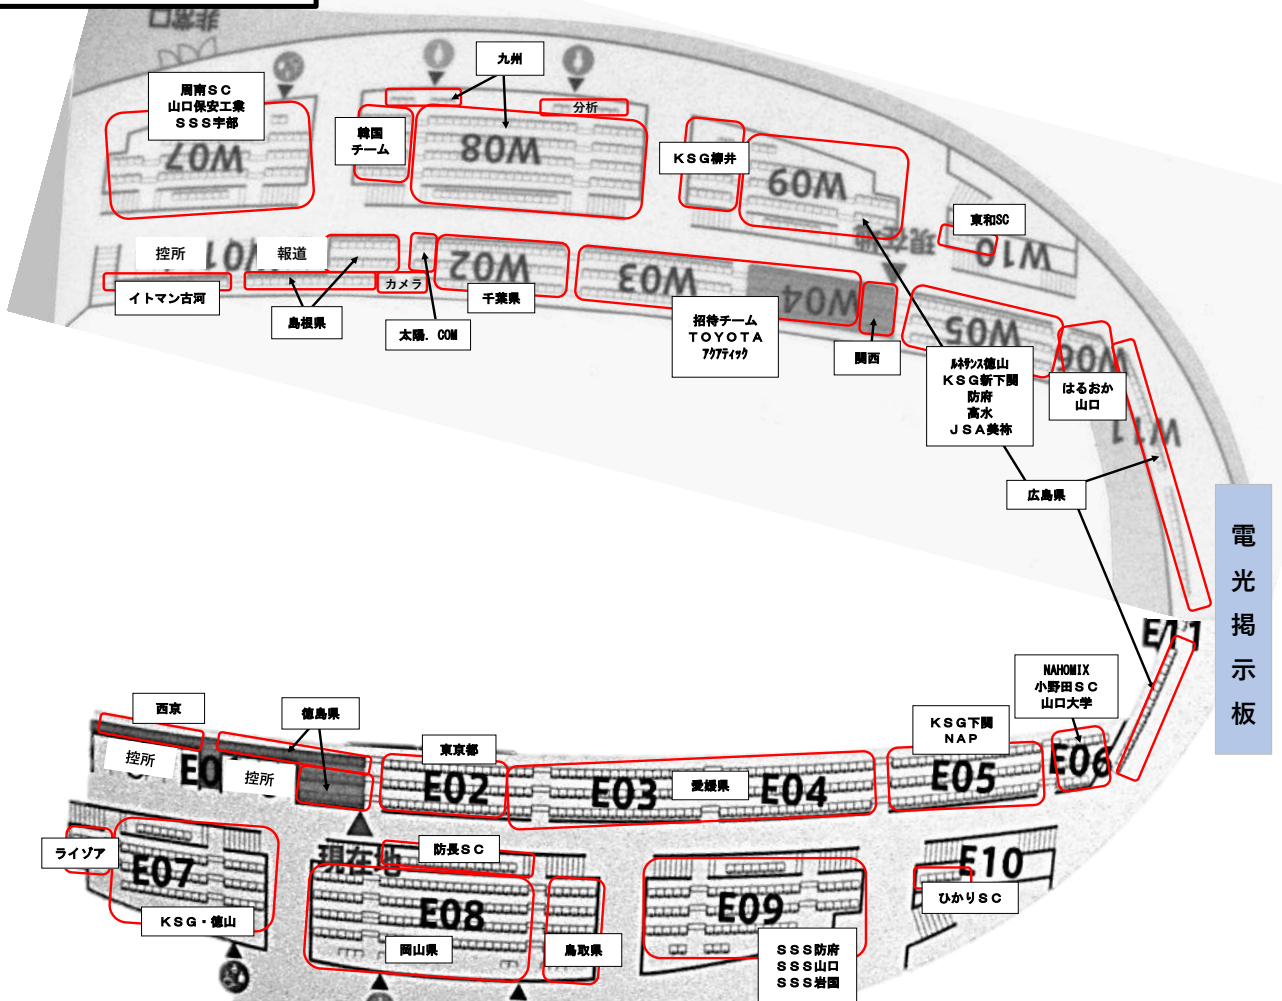 非常口
九州
周南ＳＣ
山口保安工業
ＳＳＳ宇部
分析
韓国
チーム
W07
W08
KＳＧ柳井
W09
東和SC
現在地
W10
控所
報道
W01
W02
W03
W04
W05
W06
カメラ
イトマン古河
島根県
太陽．COM
千葉県
招待チーム
ＴＯＹＯＴＡ
ｱｸｱﾃｨｯｸ
関西
ﾙﾈｻﾝｽ徳山
ＫＳＧ新下関
防府
高水
ＪＳＡ美祢
はるおか
山口
W11
広島県
電光掲示板
E11
NAHOMIX
小野田ＳＣ
山口大学
西京
徳島県
ＫＳＧ下関
ＮＡＰ
東京都
控所
控所
E02
E03
愛媛県
E04
E05
E06
ライゾア
E07
現在地
防長ＳＣ
E10
ひかりＳＣ
ＫＳＧ・徳山
E08
岡山県
鳥取県
E09
ＳＳＳ防府
ＳＳＳ山口
ＳＳＳ岩国